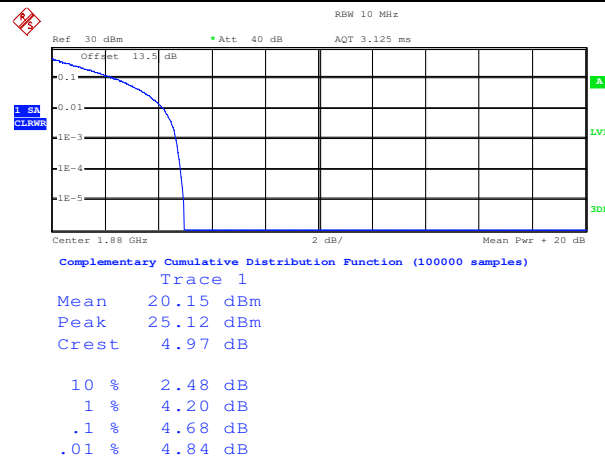 RBW 10 MHz
Ref 30 dBm * Att 40 dB AQT 3.125 ms
Offset 13.5 dB
0.1
A
1 SA
0.01
CLRWR
LVL
1E-3
1E-4
1E-5
3DB
Center 1.88 GHz 2 dB/ Mean Pwr + 20 dB
Complementary Cumulative Distribution Function (100000 samples)
Trace 1
Mean 20.15 dBm
Peak 25.12 dBm
Crest 4.97 dB
10 % 2.48 dB
1 % 4.20 dB
.1 % 4.68 dB
.01 % 4.84 dB